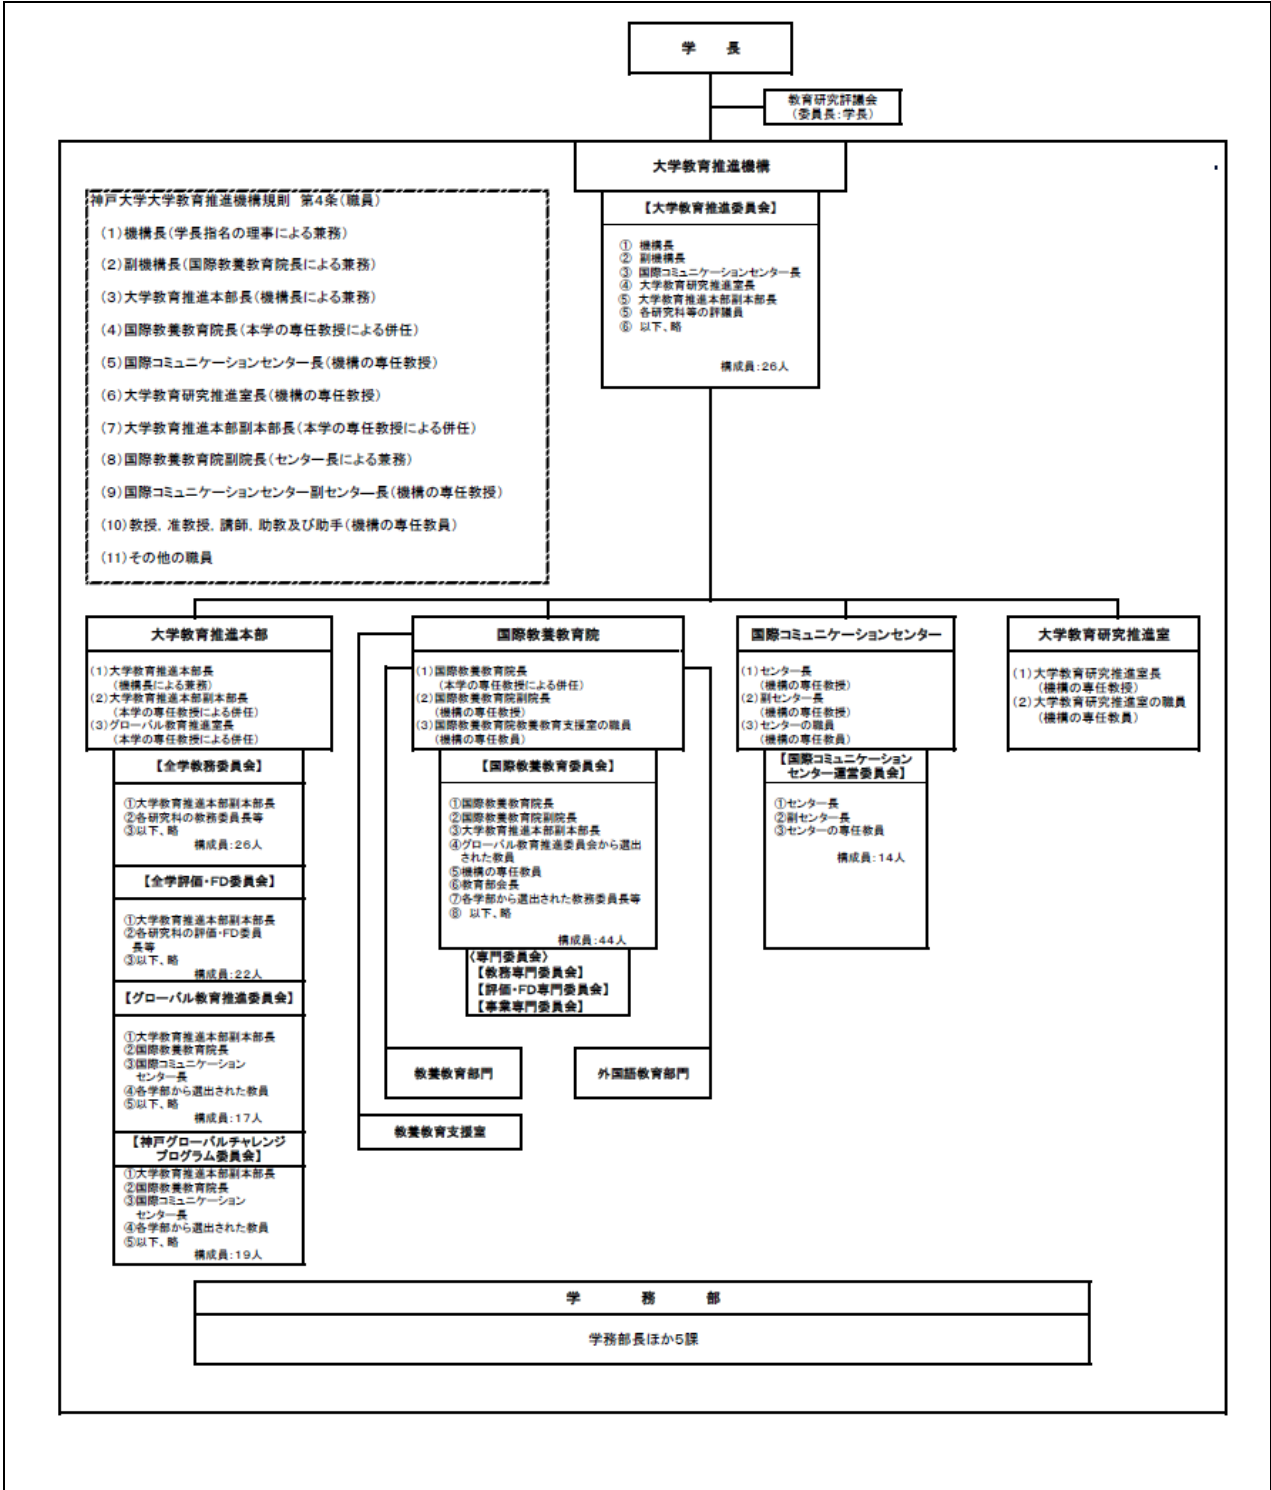 学　長
教育研究評議会
（委員長：学長）
大学教育推進機構
【大学教育推進委員会】
① 機構長
② 副機構長
③ 国際コミュニケーションセンター長
④ 大学教育研究推進室長
⑤ 大学教育推進本部副本部長
⑤ 各研究科等の評議員
⑥ 以下、略
構成員：26人
神戸大学大学教育推進機構規則　第4条（職員）
（1）機構長（学長指名の理事による兼務）
（2）副機構長（国際教養教育院長による兼務）
（3）大学教育推進本部長（機構長による兼務）
（4）国際教養教育院長（本学の専任教授による併任）
（5）国際コミュニケーションセンター長（機構の専任教授）
（6）大学教育研究推進室長（機構の専任教授）
（7）大学教育推進本部副本部長（本学の専任教授による併任）
（8）国際教養教育院副院長（センター長による兼務）
（9）国際コミュニケーションセンター副センター長（機構の専任教授）
（10）教授，准教授，講師，助教及び助手（機構の専任教員）
（11）その他の職員
大学教育推進本部
（1）大学教育推進本部長
（機構長による兼務）
（2）大学教育推進本部副本部長
（本学の専任教授による併任）
（3）グローバル教育推進室長
（本学の専任教授による併任）
【全学教務委員会】
①大学教育推進本部副本部長
②各研究科の教務委員長等
③以下、略
構成員：26人
【全学評価・FD委員会】
①大学教育推進本部副本部長
②各研究科の評価・FD委員
長等
③以下、略
構成員：22人
【グローバル教育推進委員会】
①大学教育推進本部副本部長
②国際教養教育院長
③国際コミュニケーション
センター長
④各学部から選出された教員
⑤以下、略
構成員：17人
【神戸グローバルチャレンジ
プログラム委員会】
①大学教育推進本部副本部長
②国際教養教育院長
③国際コミュニケーション
センター長
④各学部から選出された教員
⑤以下、略
構成員：19人
国際教養教育院
（1）国際教養教育院長
（本学の専任教授による併任）
（2）国際教養教育院副院長
（機構の専任教授）
（3）国際教養教育院教養教育支援室の職員
（機構の専任教員）
【国際教養教育委員会】
①国際教養教育院長
②国際教養教育院副院長
③大学教育推進本部副本部長
④グローバル教育推進委員会から選出
された教員
⑤機構の専任教員
⑥教育部会長
⑦各学部から選出された教務委員長等
⑧ 以下、略
構成員：44人
〈専門委員会〉
【教務専門委員会】
【評価・FD専門委員会】
【事業専門委員会】
教養教育部門
外国語教育部門
教養教育支援室
国際コミュニケーションセンター
（1）センター長
（機構の専任教授）
（2）副センター長
（機構の専任教授）
（3）センターの職員
（機構の専任教員）
【国際コミュニケーション
センター運営委員会】
①センター長
②副センター長
③センターの専任教員
構成員：14人
大学教育研究推進室
（1）大学教育研究推進室長
（機構の専任教授）
（2）大学教育研究推進室の職員
（機構の専任教員）
学　務　部
学務部長ほか5課